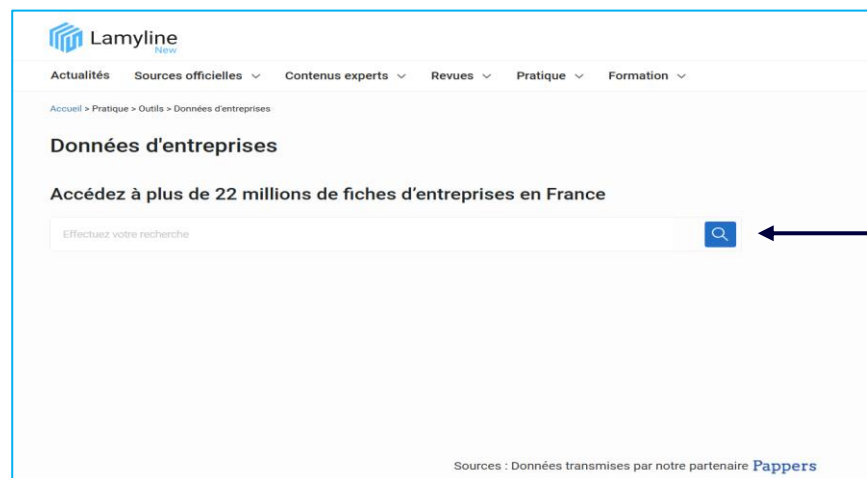 Lamyline
New
Actualités Sources officielles Contenus experts Revues Pratique Formation
Accueil > Pratique > Outils > Données d'entreprises
Données d'entreprises
Accédez à plus de 22 millions de fiches d'entreprises en France
Effectuez votre recherche
Sources : Données transmises par notre partenaire Pappers